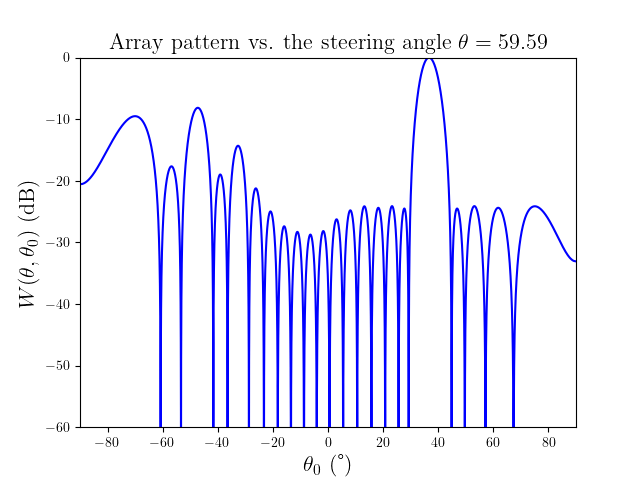 Array pattern vs. the steering angle θ = 59.59
W(θ, θ₀) (dB)
0
−10
−20
−30
−40
−50
−60
−80 −60 −40 −20 0 20 40 60 80
θ₀ (°)